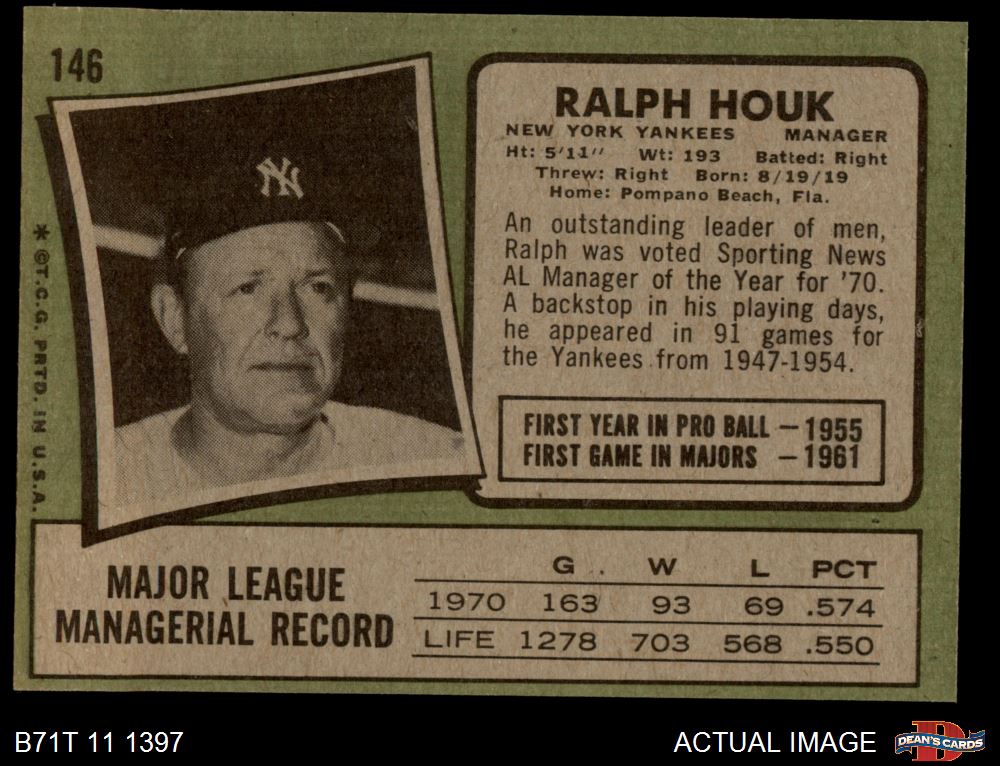 146
NY
RALPH HOUK
NEW YORK YANKEES MANAGER
Ht: 5'11" Wt: 193 Batted: Right
Threw: Right Born: 8/19/19
Home: Pompano Beach, Fla.
An outstanding leader of men,
Ralph was voted Sporting News
AL Manager of the Year for '70.
A backstop in his playing days,
he appeared in 91 games for
the Yankees from 1947-1954.
FIRST YEAR IN PRO BALL — 1955
FIRST GAME IN MAJORS — 1961
* ©T.C.G. PRTD. IN U.S.A.
MAJOR LEAGUE
MANAGERIAL RECORD
G W L PCT
1970 163 93 69 .574
LIFE 1278 703 568 .550
B71T 11 1397
ACTUAL IMAGE
D
DEAN'S CARDS